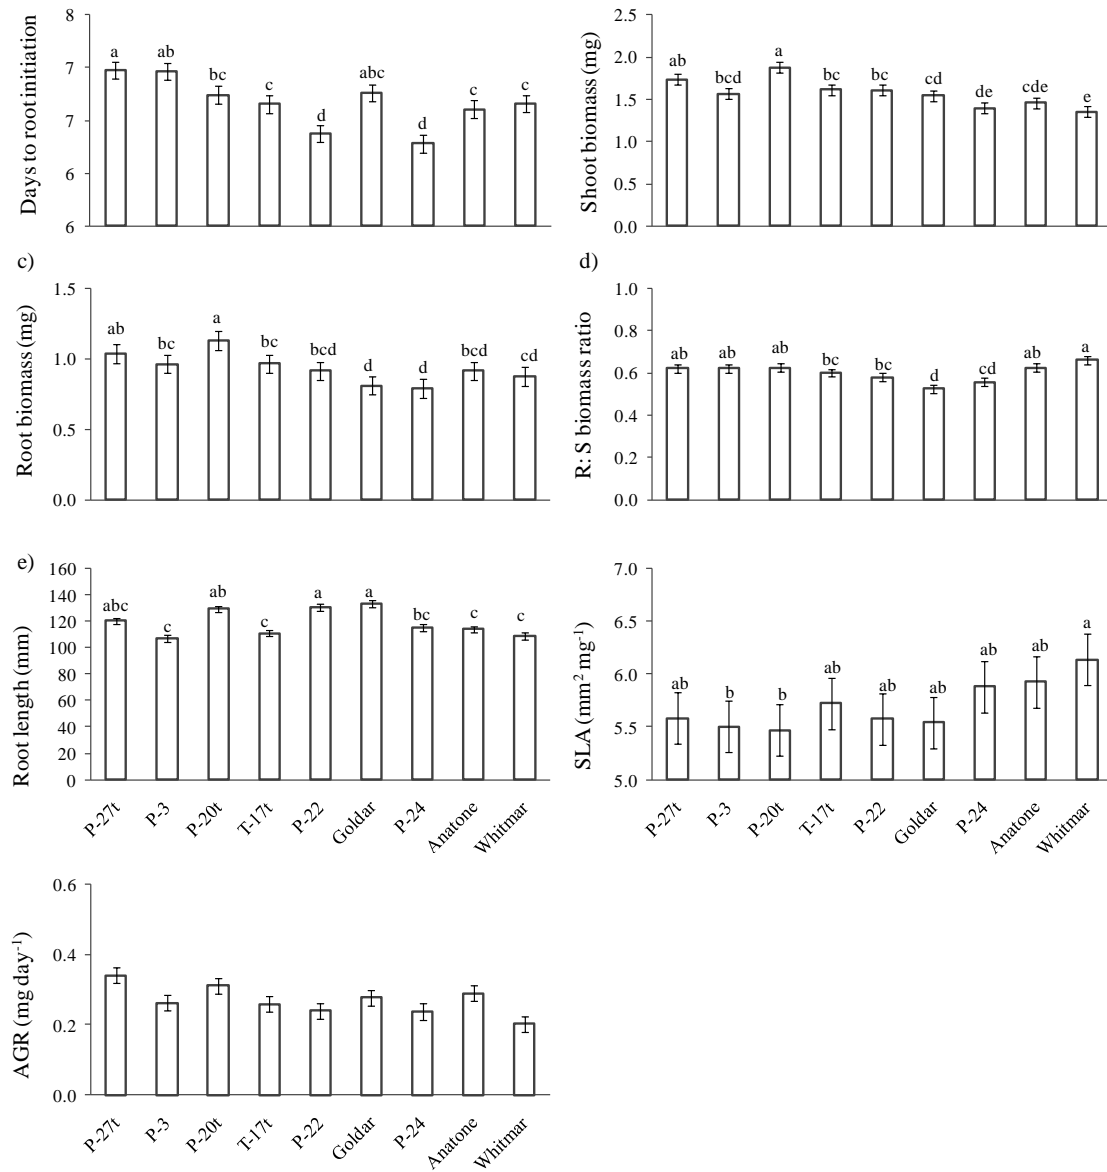 Days to root initiation
8
7
7
6
6
a
ab
bc
c
d
abc
d
c
c
Shoot biomass (mg)
2.5
2.0
1.5
1.0
0.5
0.0
ab
bcd
a
bc
bc
cd
de
cde
e
c)
Root biomass (mg)
1.5
1.0
0.5
0.0
ab
bc
a
bc
bcd
d
d
bcd
cd
d)
R: S biomass ratio
1.0
0.8
0.6
0.4
0.2
0.0
ab
ab
ab
bc
bc
d
cd
ab
a
e)
Root length (mm)
160
140
120
100
80
60
40
20
0
abc
c
ab
c
a
a
bc
c
c
P-27t
P-3
P-20t
T-17t
P-22
Goldar
P-24
Anatone
Whitmar
SLA (mm² mg⁻¹)
7.0
6.5
6.0
5.5
5.0
ab
b
b
ab
ab
ab
ab
ab
a
P-27t
P-3
P-20t
T-17t
P-22
Goldar
P-24
Anatone
Whitmar
AGR (mg day⁻¹)
0.6
0.4
0.2
0.0
P-27t
P-3
P-20t
T-17t
P-22
Goldar
P-24
Anatone
Whitmar